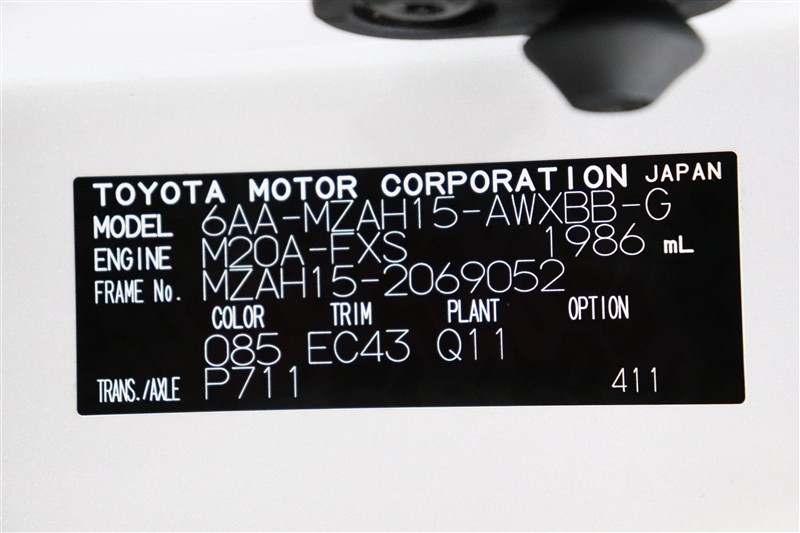 TOYOTA MOTOR CORPORATION JAPAN
MODEL 6AA-MZAH15-AWXBB-G
ENGINE M20A-FXS 1986 mL
FRAME No. MZAH15-2069052
COLOR TRIM PLANT OPTION
085 EC43 Q11
TRANS./AXLE P711 411